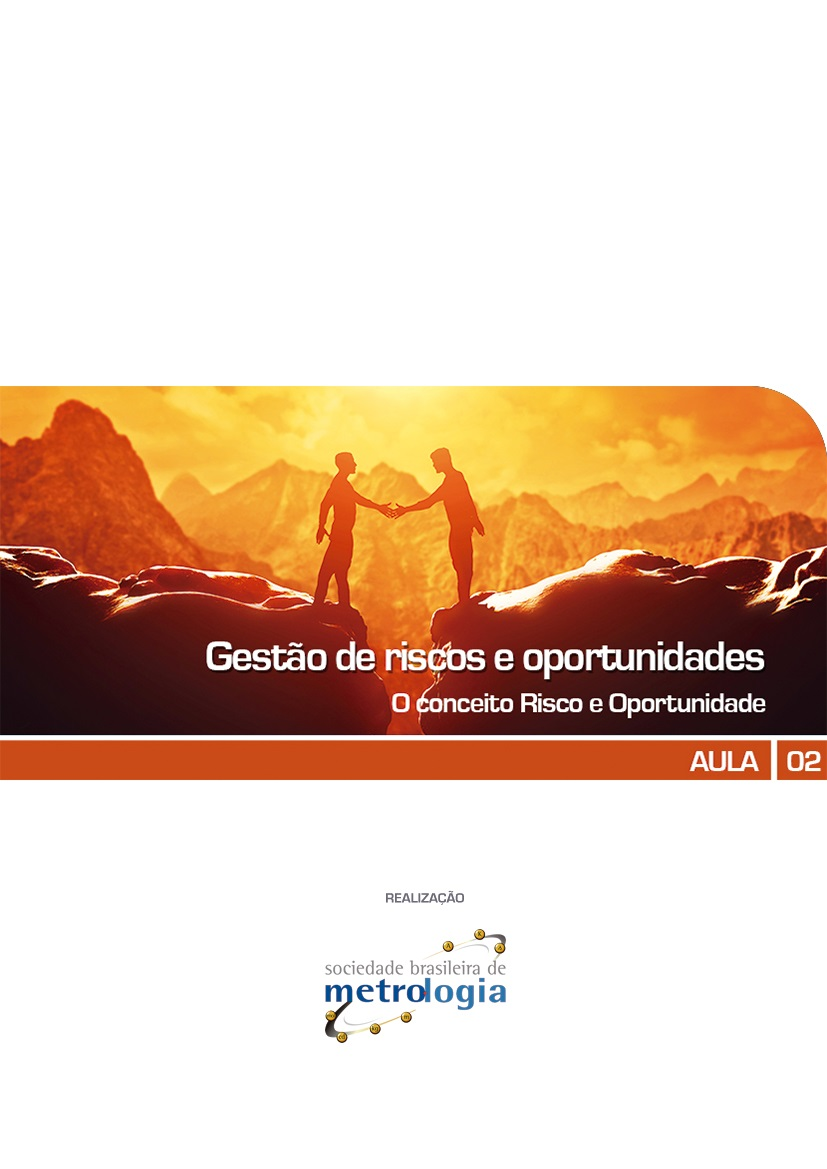 Gestão de riscos e oportunidades
O conceito Risco e Oportunidade
AULA 02
REALIZAÇÃO
sociedade brasileira de
metrologia